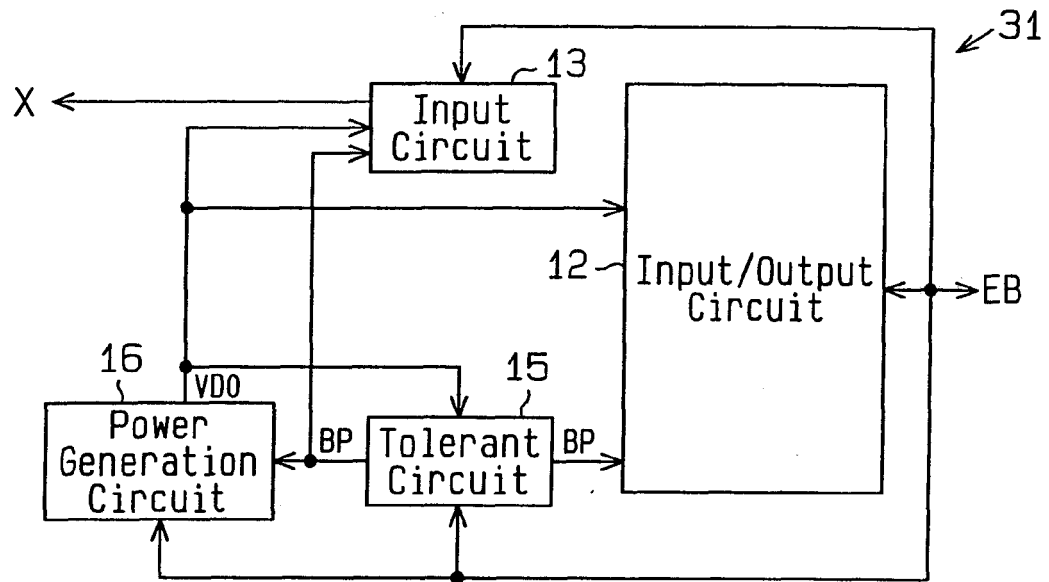 31
13
X
Input
Circuit
12
Input/Output
Circuit
EB
16
VDO
15
Power
Generation
Circuit
BP
Tolerant
Circuit
BP